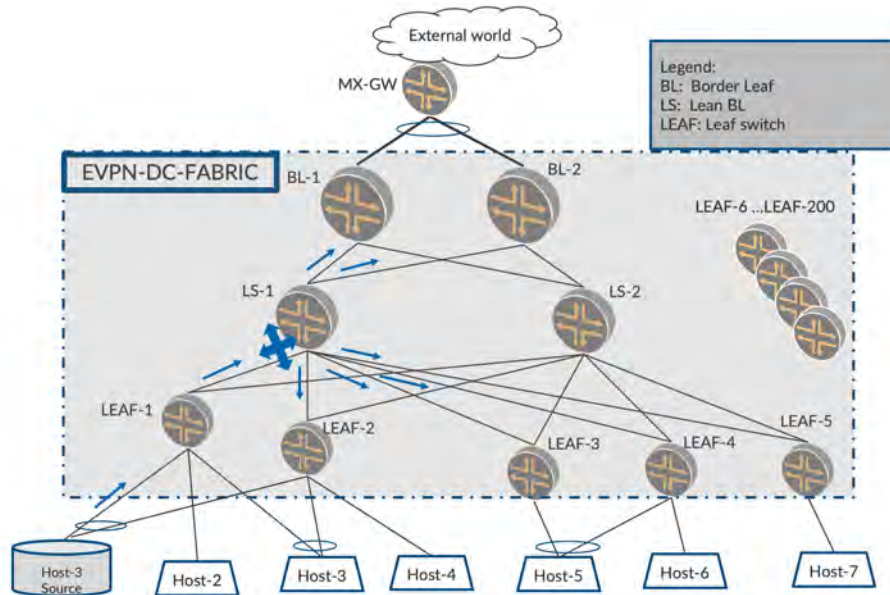 External world
MX-GW
Legend:
BL: Border Leaf
LS: Lean BL
LEAF: Leaf switch
EVPN-DC-FABRIC
BL-1
BL-2
LEAF-6 ...LEAF-200
LS-1
LS-2
LEAF-1
LEAF-2
LEAF-3
LEAF-4
LEAF-5
Host-3
Source
Host-2
Host-3
Host-4
Host-5
Host-6
Host-7